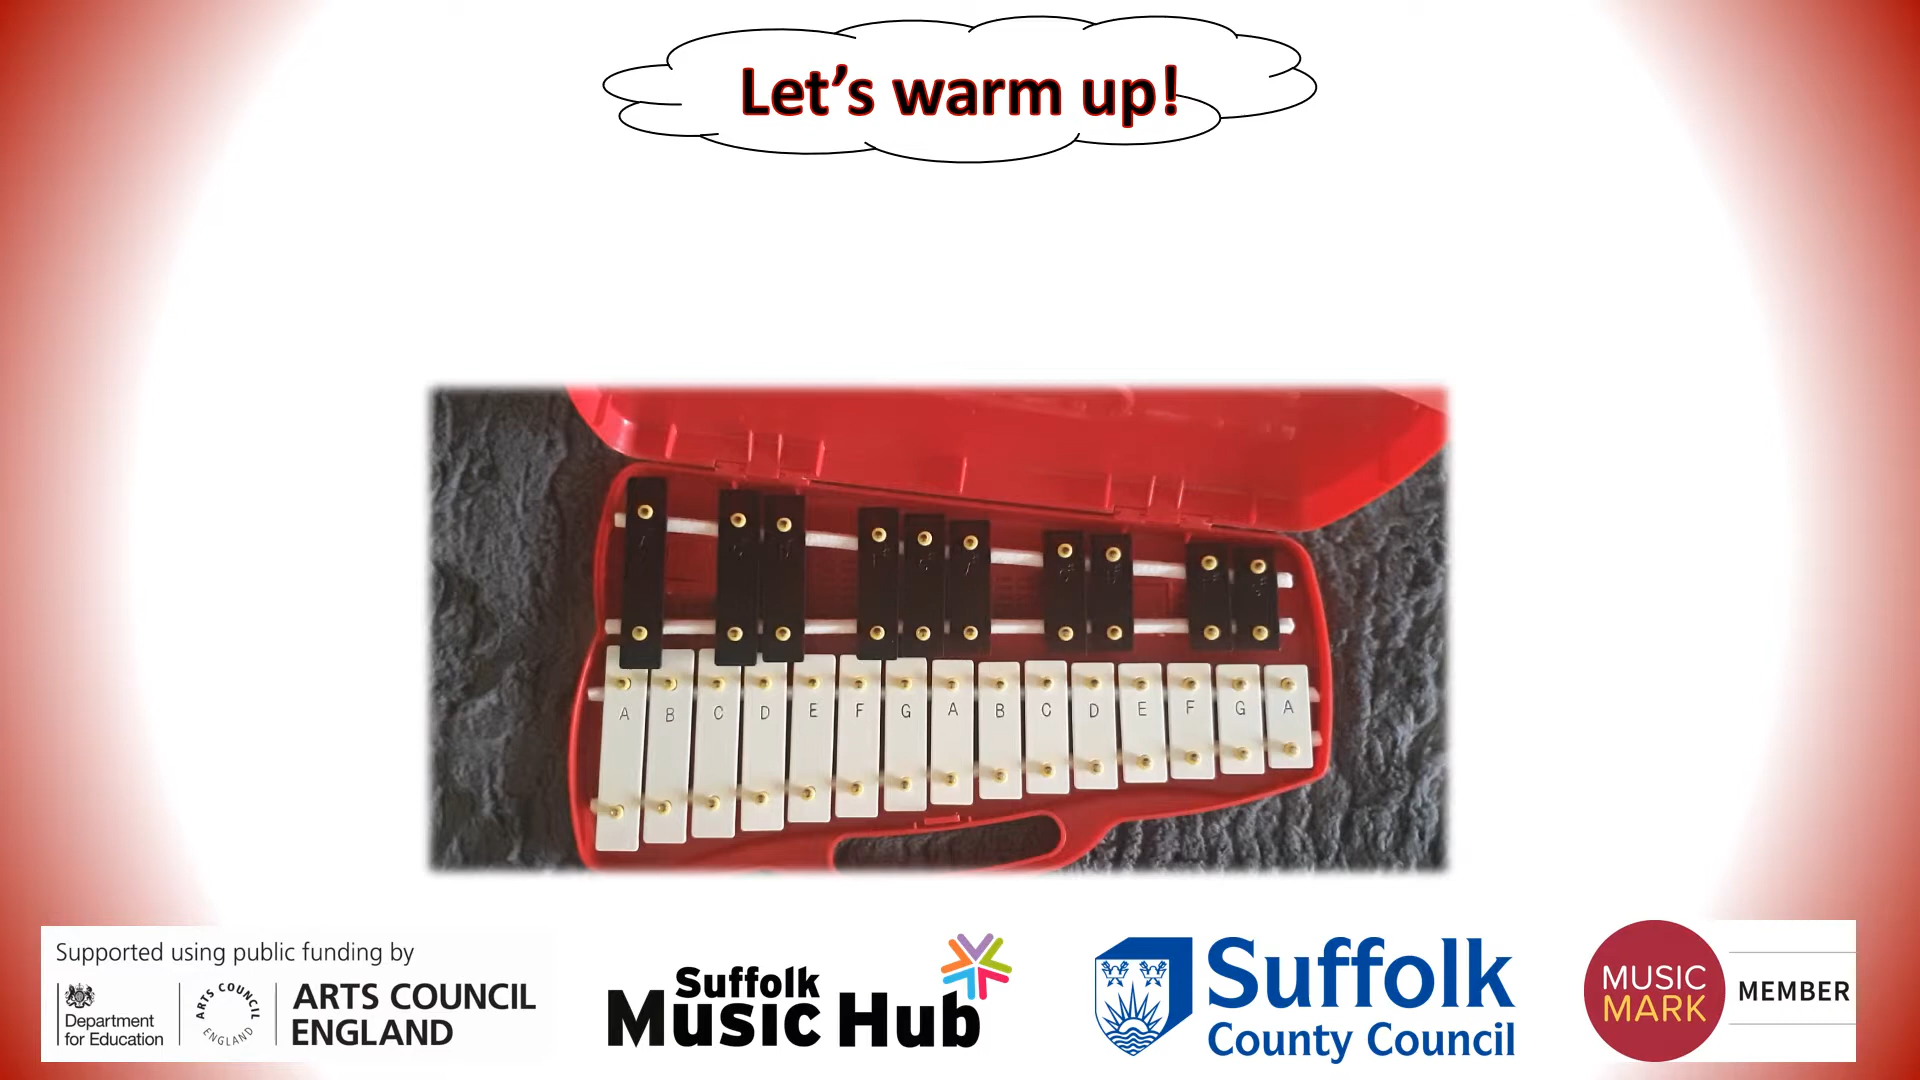 Let's warm up!
A B C D E F G A B C D E F G A
Supported using public funding by
Department
for Education
ARTS COUNCIL
ENGLAND
ARTS COUNCIL
ENGLAND
Suffolk
Music Hub
Suffolk
County Council
MUSIC
MARK
MEMBER